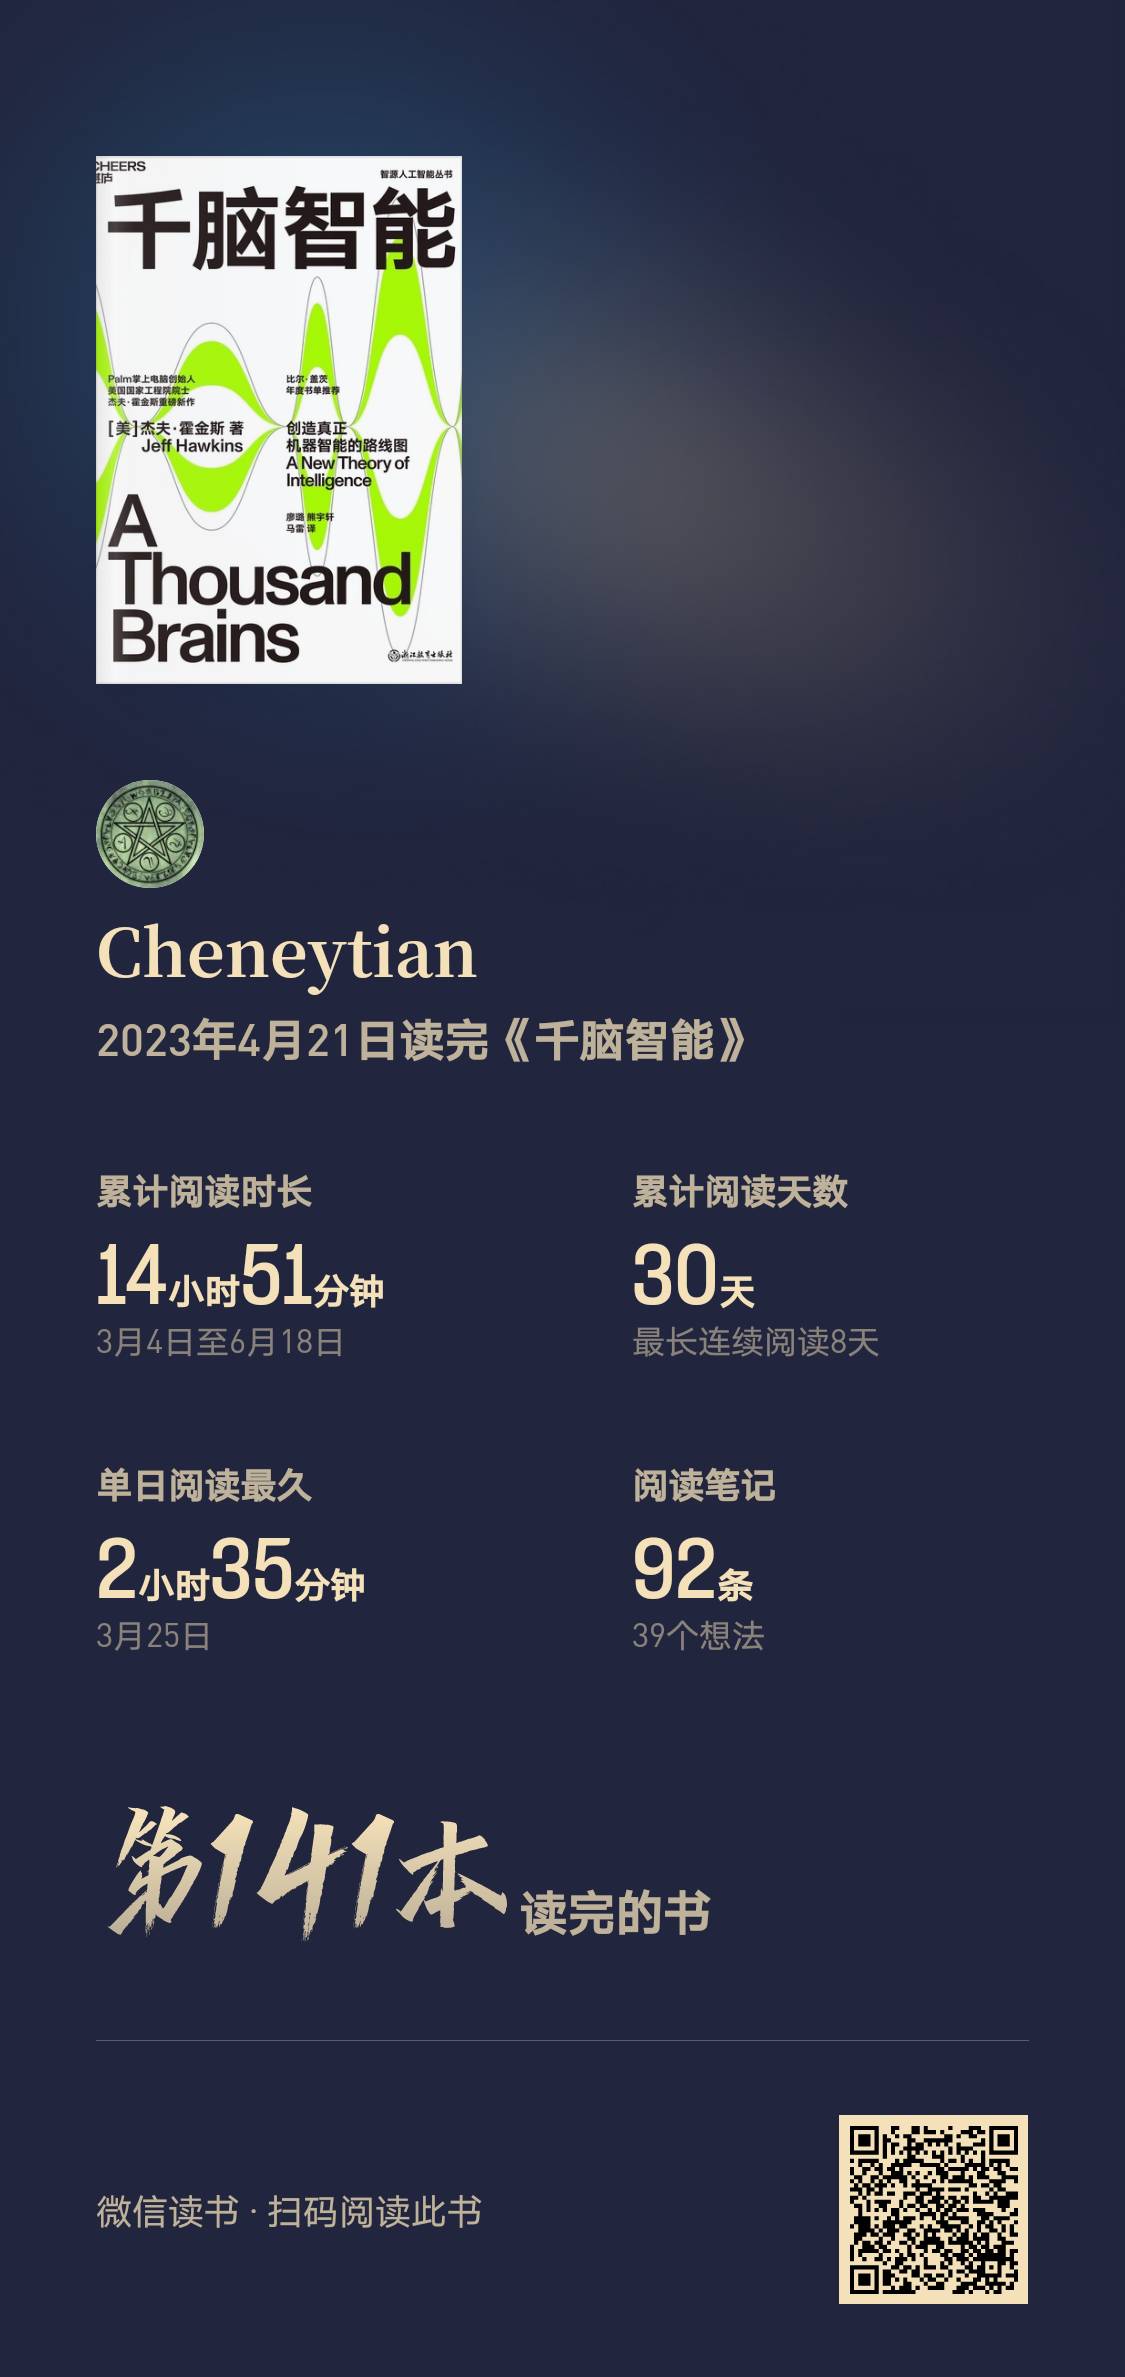 CHEERS
湛庐
智源人工智能丛书
千脑智能
Palm掌上电脑创始人
美国国家工程院院士
杰夫·霍金斯重磅新作
比尔·盖茨
年度书单推荐
[美]杰夫·霍金斯 著
Jeff Hawkins
创造真正
机器智能的路线图
A New Theory of
Intelligence
廖璐 熊宇轩
马雷 译
A
Thousand
Brains
浙江教育出版社
Cheneytian
2023年4月21日读完《千脑智能》
累计阅读时长
14小时51分钟
3月4日至6月18日
累计阅读天数
30天
最长连续阅读8天
单日阅读最久
2小时35分钟
3月25日
阅读笔记
92条
39个想法
第141本 读完的书
微信读书 · 扫码阅读此书